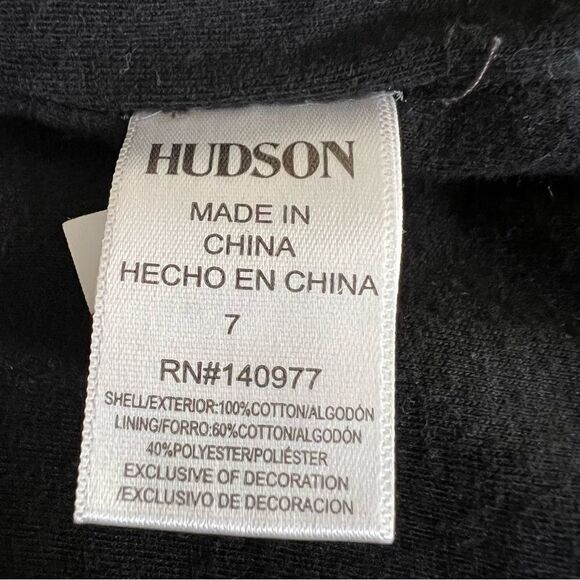 HUDSON
MADE IN
CHINA
HECHO EN CHINA
7
RN#140977
SHELL/EXTERIOR:100%COTTON/ALGODÓN
LINING/FORRO:60%COTTON/ALGODÓN
40%POLYESTER/POLIÉSTER
EXCLUSIVE OF DECORATION
/EXCLUSIVO DE DECORACION